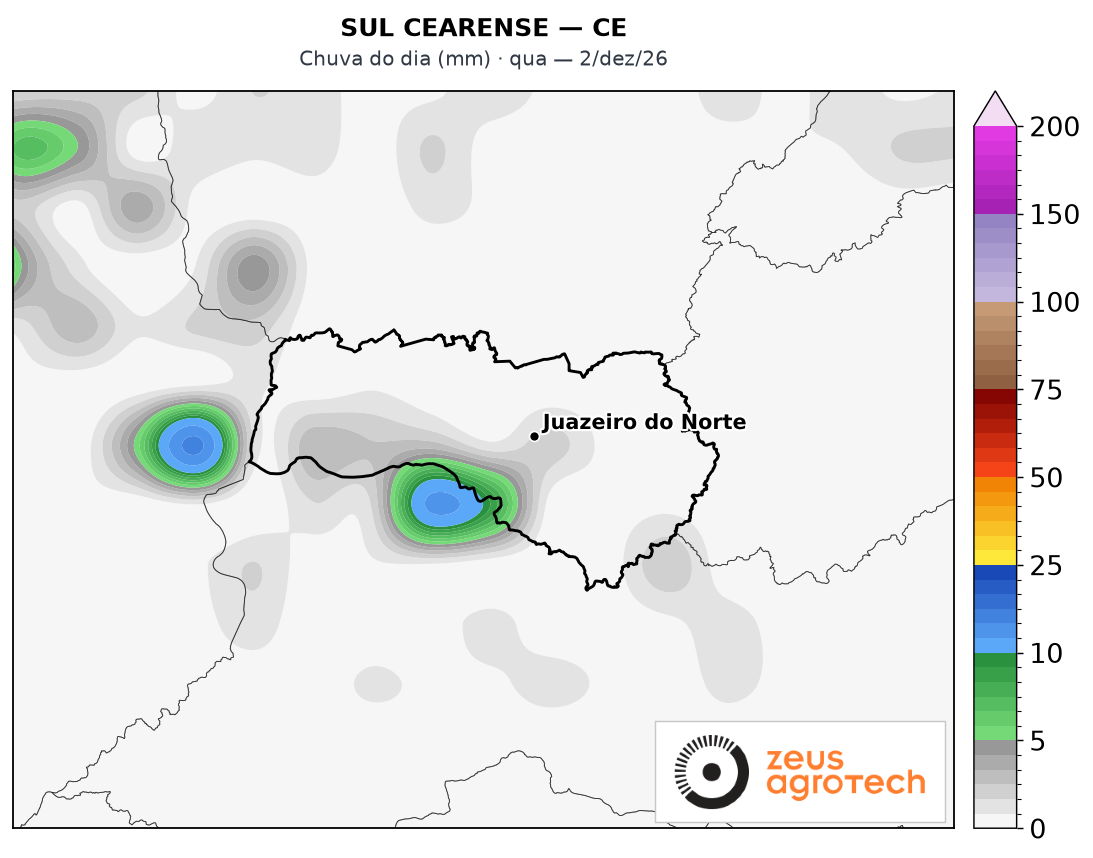 SUL CEARENSE — CE
Chuva do dia (mm) · qua — 2/dez/26
Juazeiro do Norte
200
150
100
75
50
25
10
5
0
zeus
agroTech